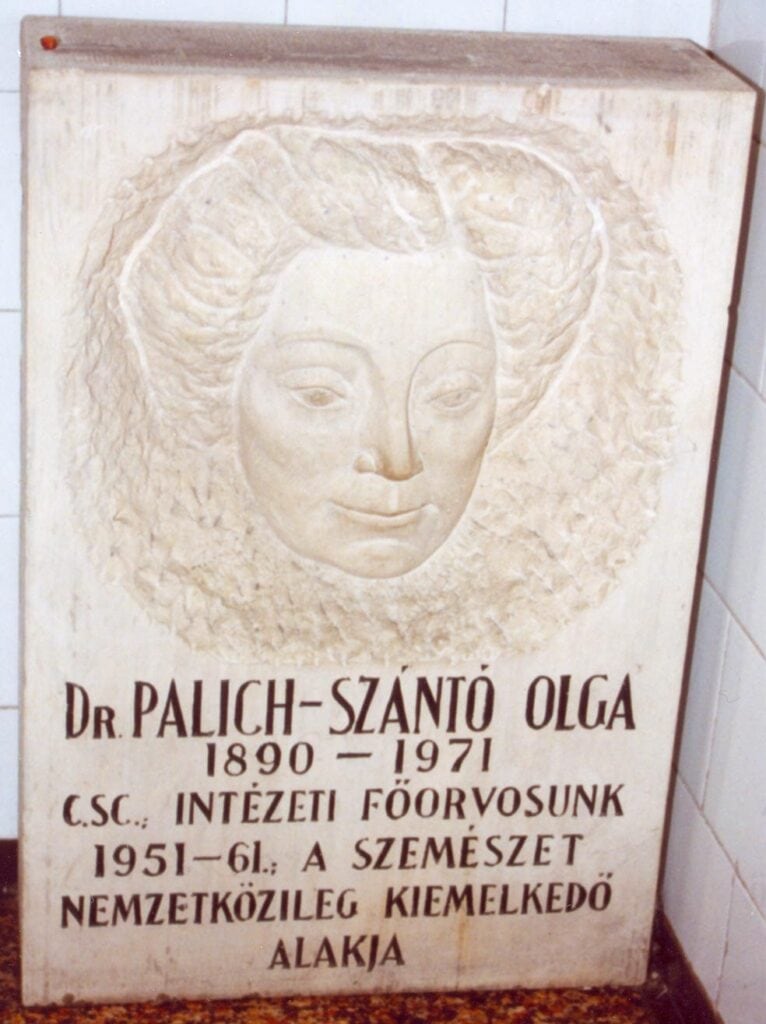 Dr. PALICH-SZÁNTÓ OLGA
1890 – 1971
C.SC.; INTÉZETI FŐORVOSUNK
1951–61.; A SZEMÉSZET
NEMZETKÖZILEG KIEMELKEDŐ
ALAKJA